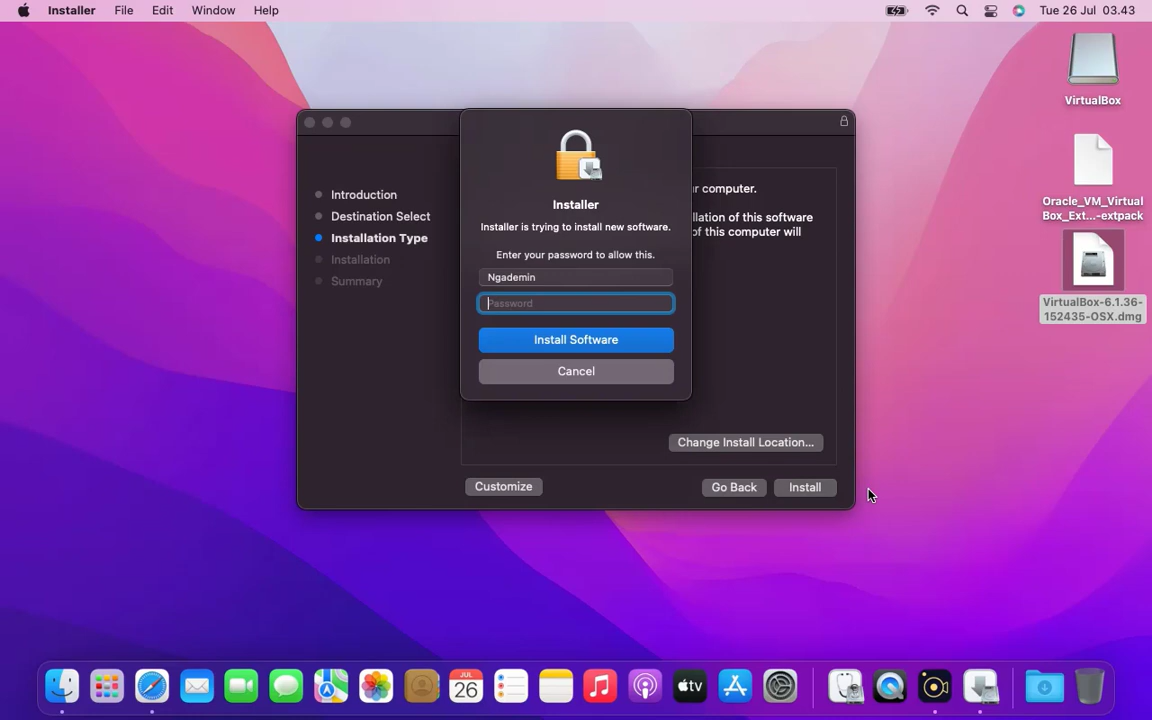 Installer File Edit Window Help Tue 26 Jul 03.43
VirtualBox
Oracle_VM_Virtual
Box_Ext...-extpack
VirtualBox-6.1.36-
152435-OSX.dmg
Introduction
Destination Select
Installation Type
Installation
Summary
r computer.
llation of this software
of this computer will
Change Install Location...
Customize Go Back Install
Installer
Installer is trying to install new software.
Enter your password to allow this.
Ngademin
Password
Install Software
Cancel
JUL
26
tv